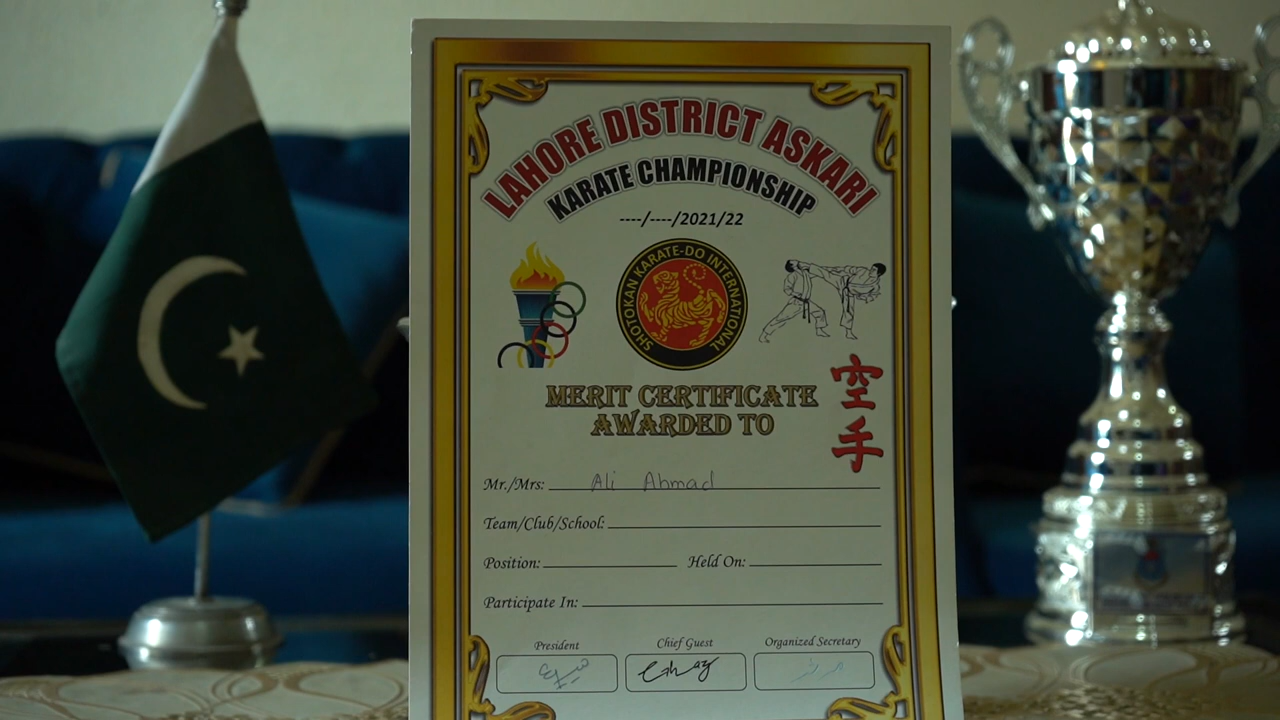 LAHORE DISTRICT ASKARI
KARATE CHAMPIONSHIP
----/----/2021/22
SHOTOKAN KARATE-DO INTERNATIONAL
MERIT CERTIFICATE
AWARDED TO
空手
Mr./Mrs: Ali Ahmad
Team/Club/School:
Position: Held On:
Participate In:
President Chief Guest Organized Secretary